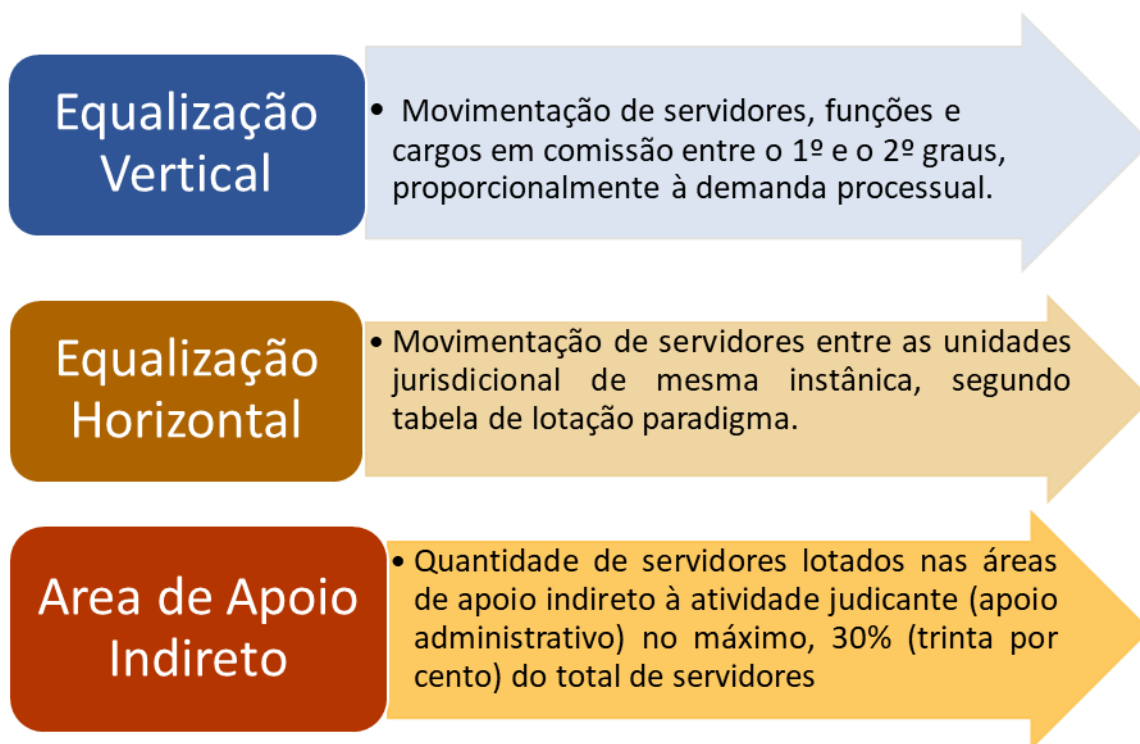 Equalização
Vertical
• Movimentação de servidores, funções e
cargos em comissão entre o 1º e o 2º graus,
proporcionalmente à demanda processual.
Equalização
Horizontal
• Movimentação de servidores entre as unidades
jurisdicional de mesma instânica, segundo
tabela de lotação paradigma.
Area de Apoio
Indireto
• Quantidade de servidores lotados nas áreas
de apoio indireto à atividade judicante (apoio
administrativo) no máximo, 30% (trinta por
cento) do total de servidores